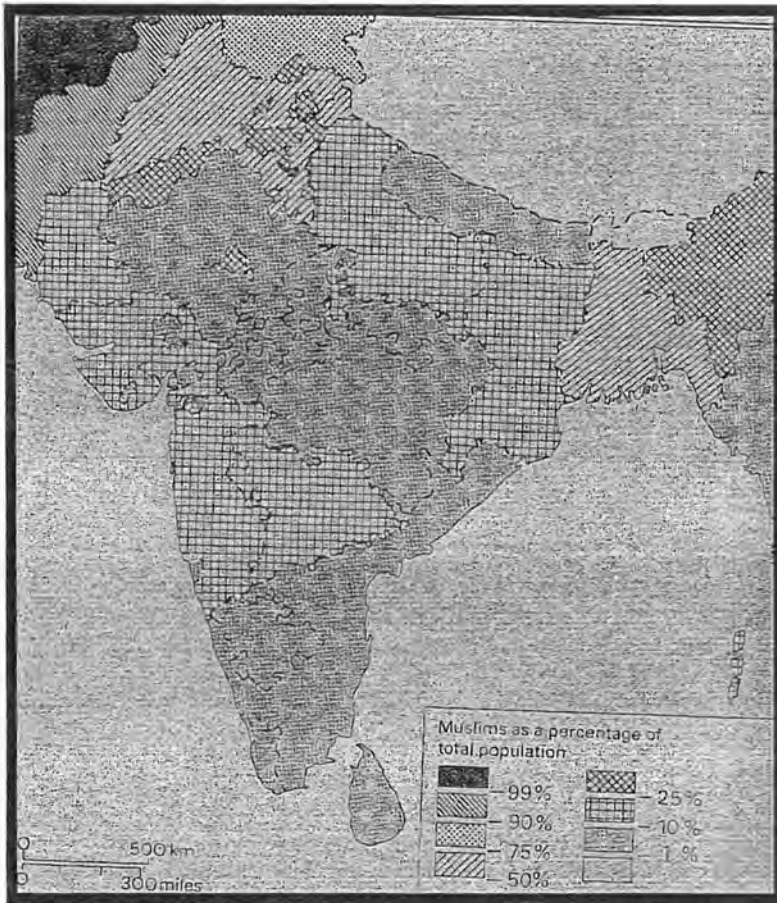 Muslims as a percentage of
total population
99%
90%
75%
50%
25%
10%
1%
0 500 km
0 300 miles